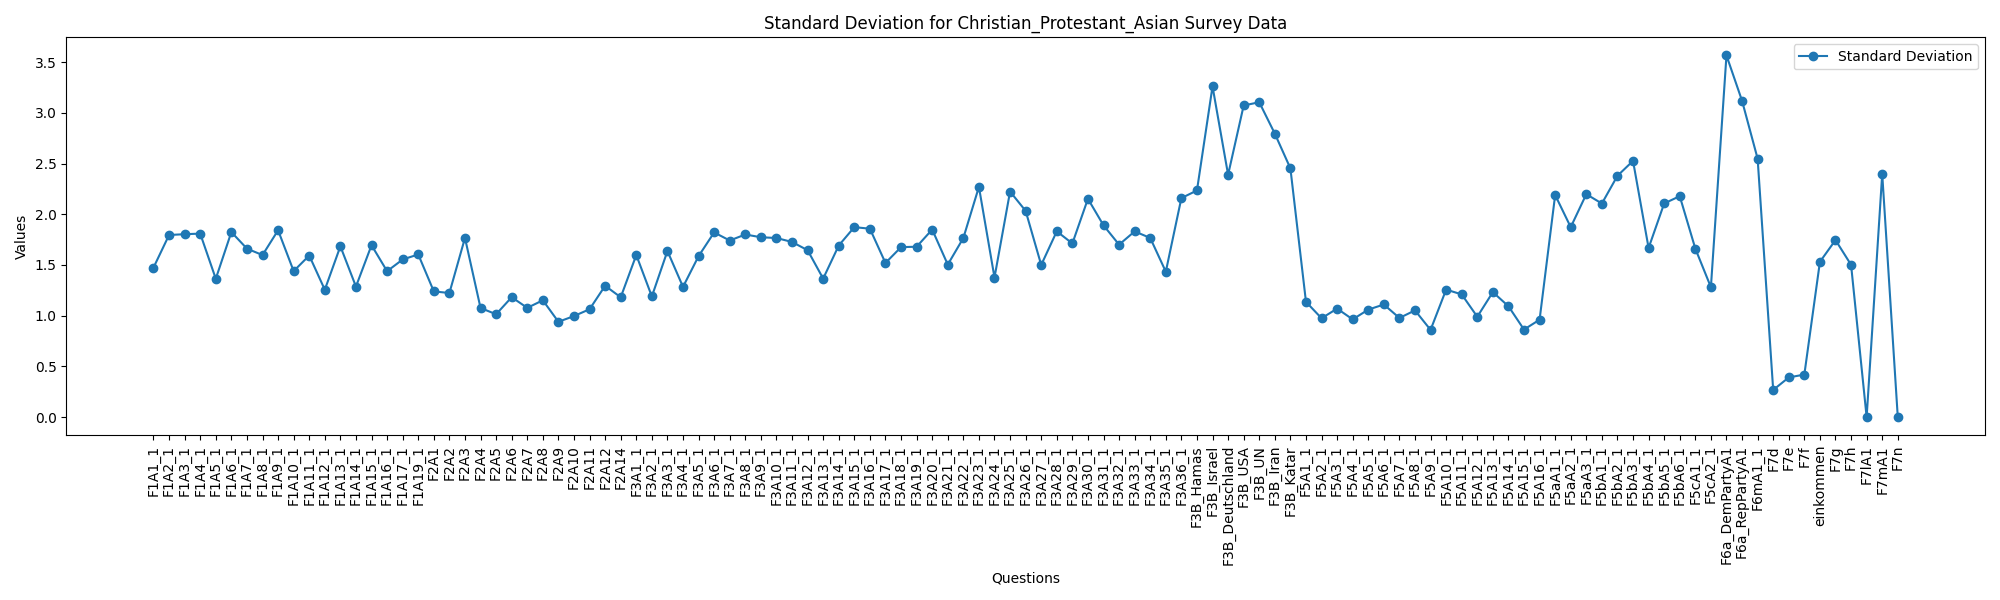 Standard Deviation for Christian_Protestant_Asian Survey Data
Standard Deviation
Values
3.5
3.0
2.5
2.0
1.5
1.0
0.5
0.0
F1A1_1
F1A2_1
F1A3_1
F1A4_1
F1A5_1
F1A6_1
F1A7_1
F1A8_1
F1A9_1
F1A10_1
F1A11_1
F1A12_1
F1A13_1
F1A14_1
F1A15_1
F1A16_1
F1A17_1
F1A19_1
F2A1
F2A2
F2A3
F2A4
F2A5
F2A6
F2A7
F2A8
F2A9
F2A10
F2A11
F2A12
F2A14
F3A1_1
F3A2_1
F3A3_1
F3A4_1
F3A5_1
F3A6_1
F3A7_1
F3A8_1
F3A9_1
F3A10_1
F3A11_1
F3A12_1
F3A13_1
F3A14_1
F3A15_1
F3A16_1
F3A17_1
F3A18_1
F3A19_1
F3A20_1
F3A21_1
F3A22_1
F3A23_1
F3A24_1
F3A25_1
F3A26_1
F3A27_1
F3A28_1
F3A29_1
F3A30_1
F3A31_1
F3A32_1
F3A33_1
F3A34_1
F3A35_1
F3A36_1
F3B_Hamas
F3B_Israel
F3B_Deutschland
F3B_USA
F3B_UN
F3B_Iran
F3B_Katar
F5A1_1
F5A2_1
F5A3_1
F5A4_1
F5A5_1
F5A6_1
F5A7_1
F5A8_1
F5A9_1
F5A10_1
F5A11_1
F5A12_1
F5A13_1
F5A14_1
F5A15_1
F5A16_1
F5aA1_1
F5aA2_1
F5aA3_1
F5bA1_1
F5bA2_1
F5bA3_1
F5bA4_1
F5bA5_1
F5bA6_1
F5cA1_1
F5cA2_1
F6a_DemPartyA1
F6a_RepPartyA1
F6mA1_1
F7d
F7e
F7f
einkommen
F7g
F7h
F7lA1
F7mA1
F7n
Questions